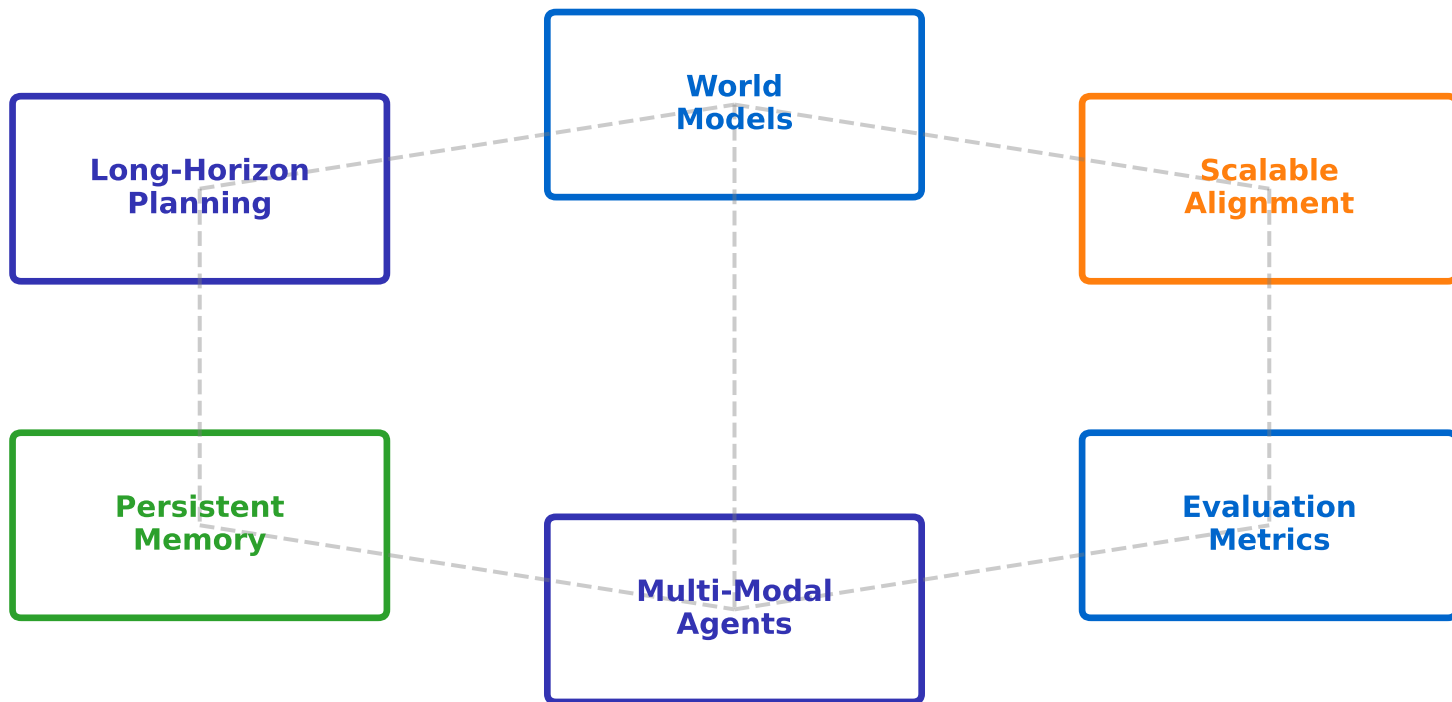 World
Models
Long-Horizon
Planning
Scalable
Alignment
Persistent
Memory
Evaluation
Metrics
Multi-Modal
Agents